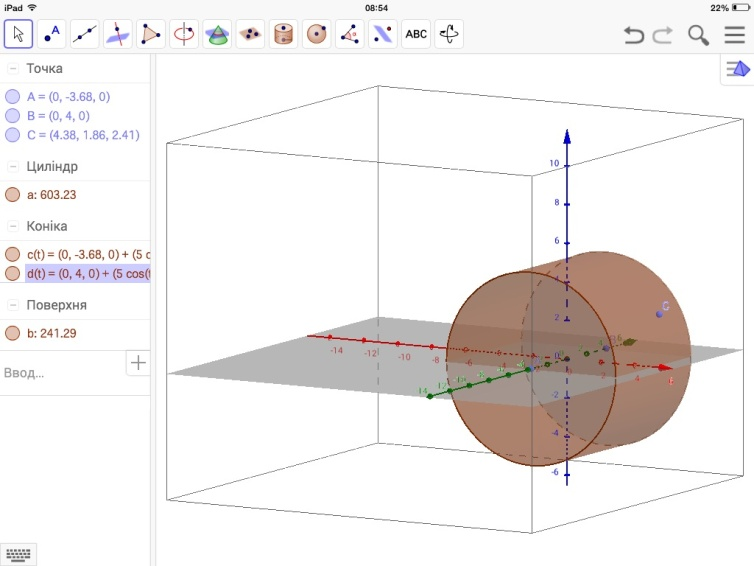 iPad 08:54 22%
ABC
Точка
A = (0, -3.68, 0)
B = (0, 4, 0)
C = (4.38, 1.86, 2.41)
Циліндр
a: 603.23
Коніка
c(t) = (0, -3.68, 0) + (5 c
d(t) = (0, 4, 0) + (5 cos(t
Поверхня
b: 241.29
Ввод...
10
8
6
4
2
C
-14 -12 -10 -8 -6
4
-2
-4
-6